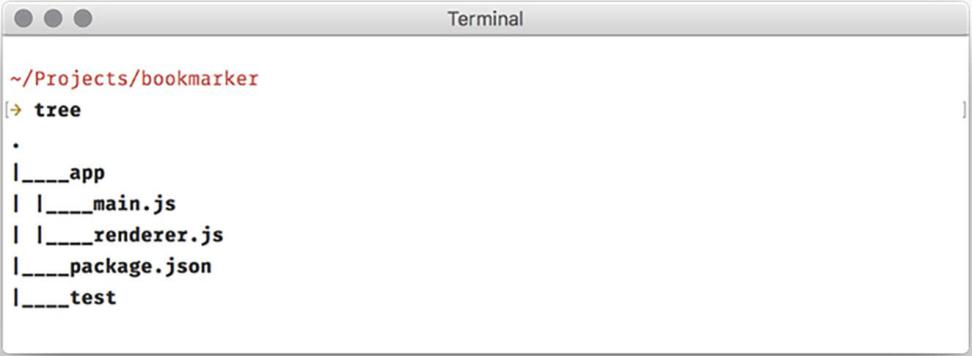 Terminal
~/Projects/bookmarker
[→ tree ]
.
|____app
| |____main.js
| |____renderer.js
|____package.json
|____test